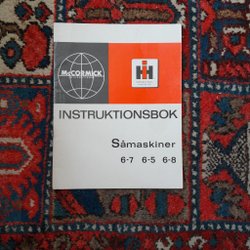 McCORMICK
IH
INSTRUKTIONSBOK
Såmaskiner
6-7 6-5 6-8